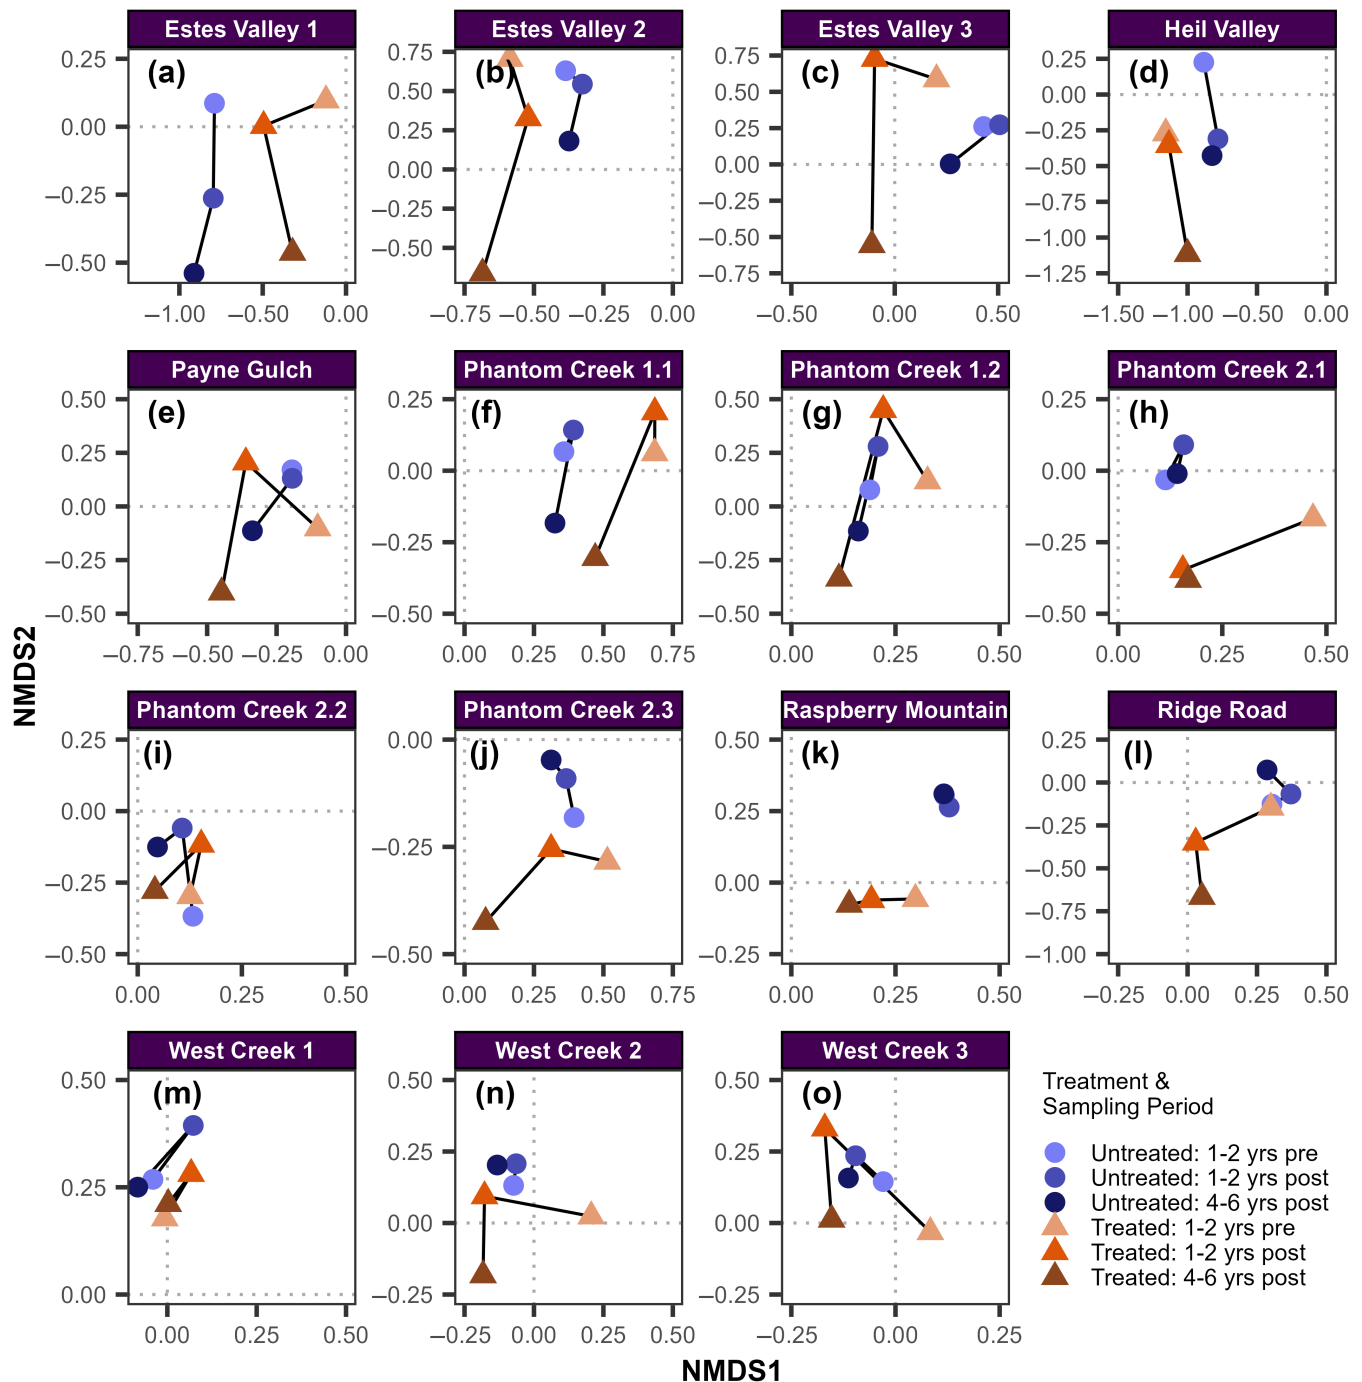 Estes Valley 1
Estes Valley 2
Estes Valley 3
Heil Valley
(a)
(b)
(c)
(d)
0.25
0.00
−0.25
−0.50
0.75
0.50
0.25
0.00
−0.25
−0.50
0.75
0.50
0.25
0.00
−0.25
−0.50
−0.75
0.25
0.00
−0.25
−0.50
−0.75
−1.00
−1.25
−1.00 −0.50 0.00
−0.75 −0.50 −0.25 0.00
−0.50 0.00 0.50
−1.50 −1.00 −0.50 0.00
Payne Gulch
Phantom Creek 1.1
Phantom Creek 1.2
Phantom Creek 2.1
(e)
(f)
(g)
(h)
0.50
0.25
0.00
−0.25
−0.50
0.25
0.00
−0.25
−0.50
0.50
0.25
0.00
−0.25
−0.50
0.25
0.00
−0.25
−0.50
−0.75 −0.50 −0.25 0.00
0.00 0.25 0.50 0.75
0.00 0.25 0.50
0.00 0.25 0.50
NMDS2
Phantom Creek 2.2
Phantom Creek 2.3
Raspberry Mountain
Ridge Road
(i)
(j)
(k)
(l)
0.25
0.00
−0.25
−0.50
0.00
−0.25
−0.50
0.50
0.25
0.00
−0.25
0.25
0.00
−0.25
−0.50
−0.75
−1.00
0.00 0.25 0.50
0.00 0.25 0.50 0.75
0.00 0.25 0.50
−0.25 0.00 0.25 0.50
West Creek 1
West Creek 2
West Creek 3
(m)
(n)
(o)
0.50
0.25
0.00
0.50
0.25
0.00
−0.25
0.50
0.25
0.00
−0.25
0.00 0.25 0.50
−0.25 0.00 0.25 0.50
−0.25 0.00 0.25
NMDS1
Treatment &
Sampling Period
Untreated: 1-2 yrs pre
Untreated: 1-2 yrs post
Untreated: 4-6 yrs post
Treated: 1-2 yrs pre
Treated: 1-2 yrs post
Treated: 4-6 yrs post